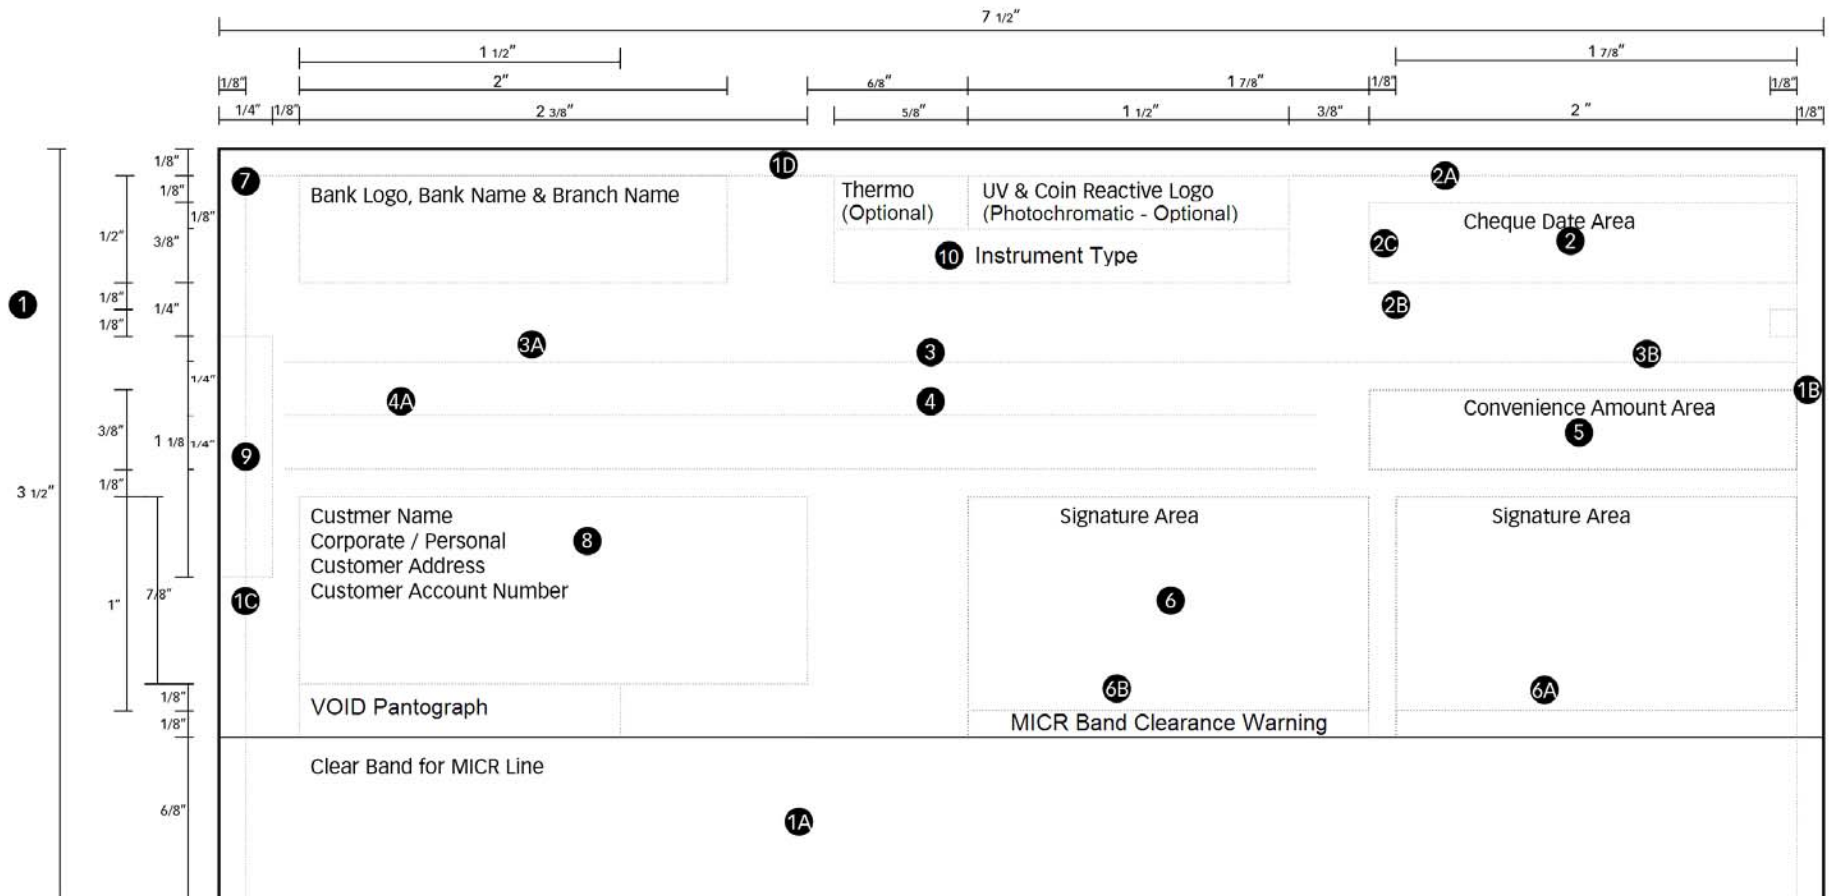 7 1/2"
1 1/2"
1 7/8"
1/8"
2"
6/8"
1 7/8"
1/8"
1/8"
1/4"
1/8"
2 3/8"
5/8"
1 1/2"
3/8"
2 "
1/8"
1/8"
1D
7
1/8"
Bank Logo, Bank Name & Branch Name
Thermo
(Optional)
UV & Coin Reactive Logo
(Photochromatic - Optional)
2A
1/8"
Cheque Date Area
1/2"
3/8"
10 Instrument Type
2C
2
1
1/8"
1/4"
2B
1/8"
3A
3
3B
1/4"
1B
4A
4
Convenience Amount Area
3/8"
1 1/8
1/4"
5
9
3 1/2"
1/8"
Custmer Name
Corporate / Personal
Customer Address
Customer Account Number
8
Signature Area
Signature Area
1"
7/8"
1C
6
1/8"
6B
6A
VOID Pantograph
1/8"
MICR Band Clearance Warning
Clear Band for MICR Line
6/8"
1A